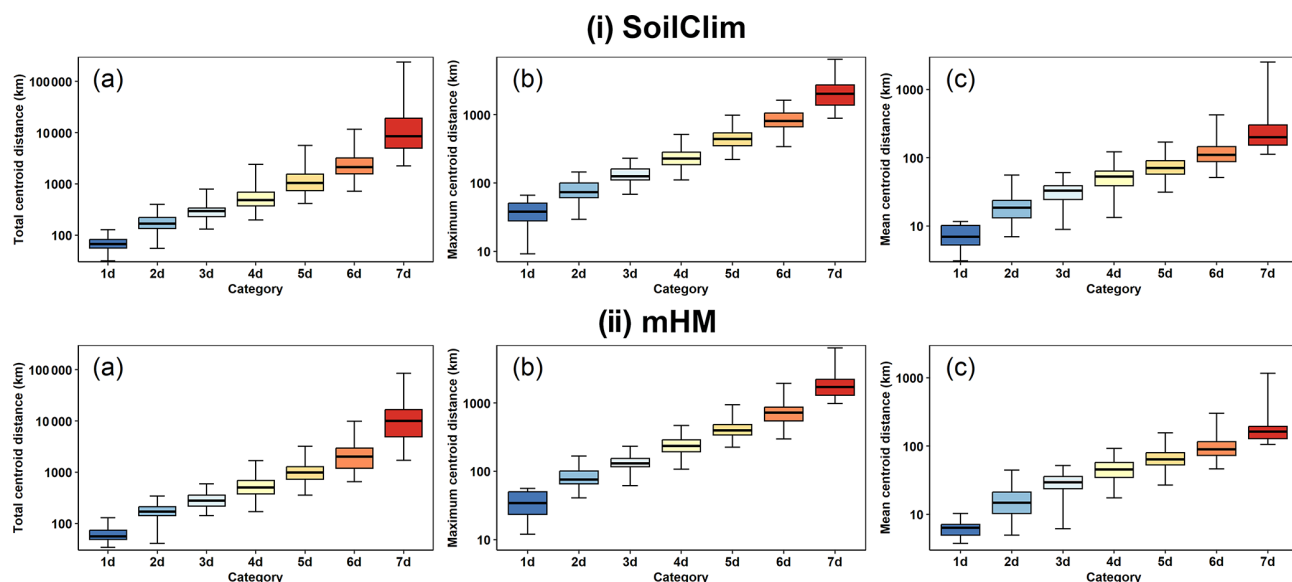 (i) SoilClim
(a)
Total centroid distance (km)
100 000
10 000
1000
100
1d 2d 3d 4d 5d 6d 7d
Category
(b)
Maximum centroid distance (km)
1000
100
10
1d 2d 3d 4d 5d 6d 7d
Category
(c)
Mean centroid distance (km)
1000
100
10
1d 2d 3d 4d 5d 6d 7d
Category
(ii) mHM
(a)
Total centroid distance (km)
100 000
10 000
1000
100
1d 2d 3d 4d 5d 6d 7d
Category
(b)
Maximum centroid distance (km)
1000
100
10
1d 2d 3d 4d 5d 6d 7d
Category
(c)
Mean centroid distance (km)
1000
100
10
1d 2d 3d 4d 5d 6d 7d
Category